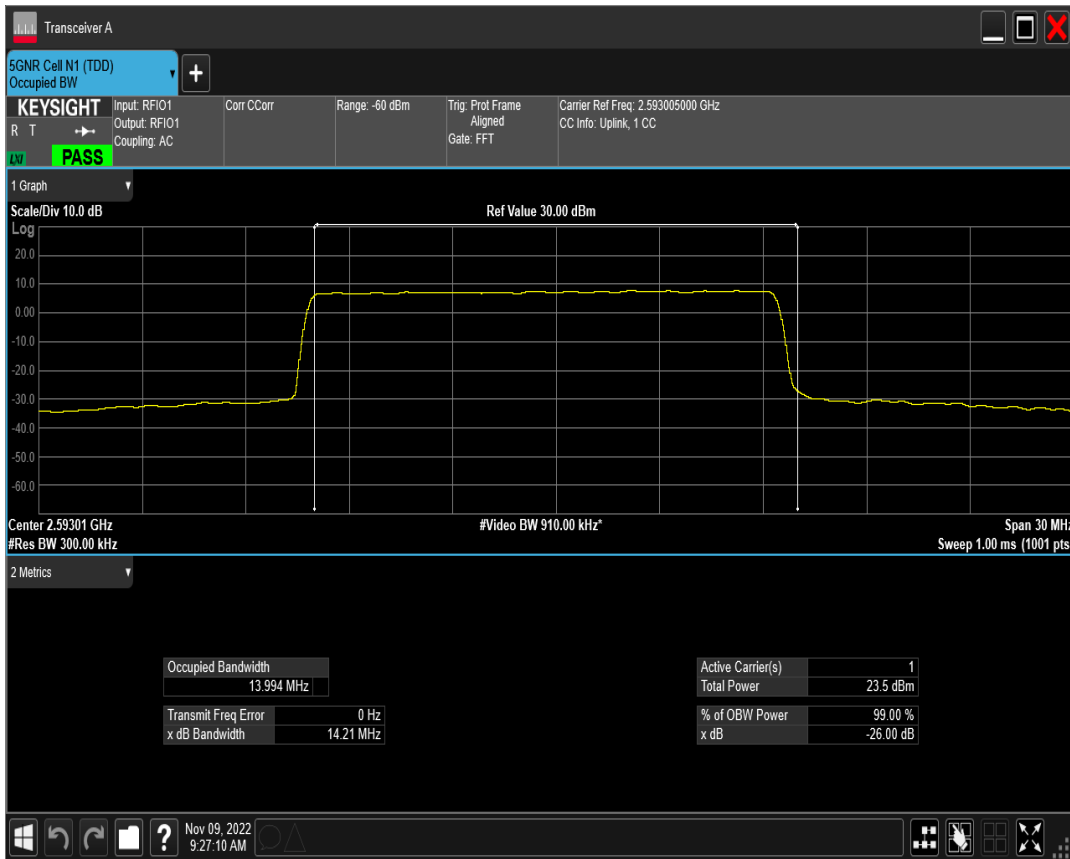 Transceiver A
5GNR Cell N1 (TDD)
Occupied BW
+
KEYSIGHT
R T
LXI
PASS
Input: RFIO1
Output: RFIO1
Coupling: AC
Corr CCorr
Range: -60 dBm
Trig: Prot Frame
Aligned
Gate: FFT
Carrier Ref Freq: 2.593005000 GHz
CC Info: Uplink, 1 CC
1 Graph
Scale/Div 10.0 dB
Ref Value 30.00 dBm
Log
20.0
10.0
0.00
-10.0
-20.0
-30.0
-40.0
-50.0
-60.0
Center 2.59301 GHz
#Video BW 910.00 kHz*
Span 30 MHz
#Res BW 300.00 kHz
Sweep 1.00 ms (1001 pts
2 Metrics
Occupied Bandwidth
13.994 MHz
Transmit Freq Error 0 Hz
x dB Bandwidth 14.21 MHz
Active Carrier(s) 1
Total Power 23.5 dBm
% of OBW Power 99.00 %
x dB -26.00 dB
?
Nov 09, 2022
9:27:10 AM